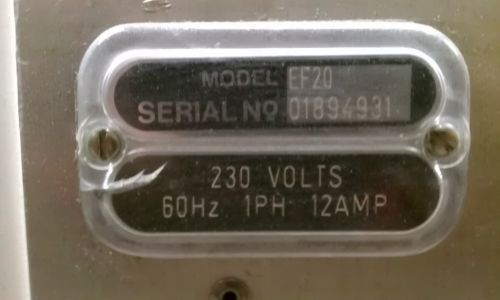 MODEL EF20
SERIAL NO 01894931
230 VOLTS
60Hz 1PH 12AMP